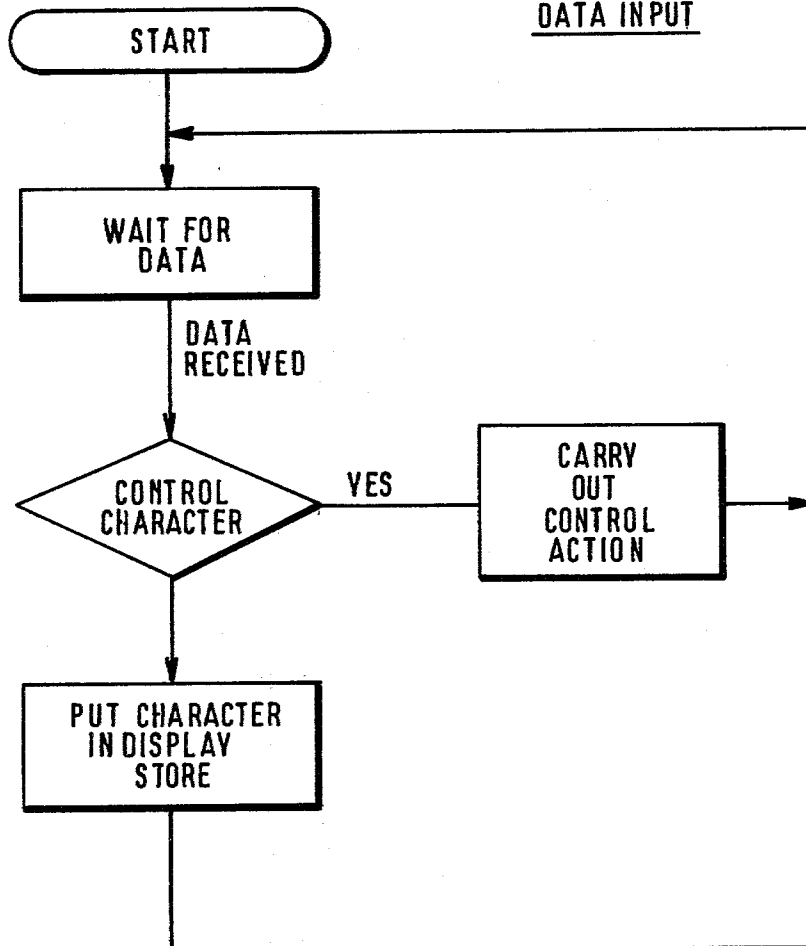 DATA INPUT
START
WAIT FOR
DATA
DATA
RECEIVED
CONTROL
CHARACTER
YES
CARRY
OUT
CONTROL
ACTION
PUT CHARACTER
IN DISPLAY
STORE